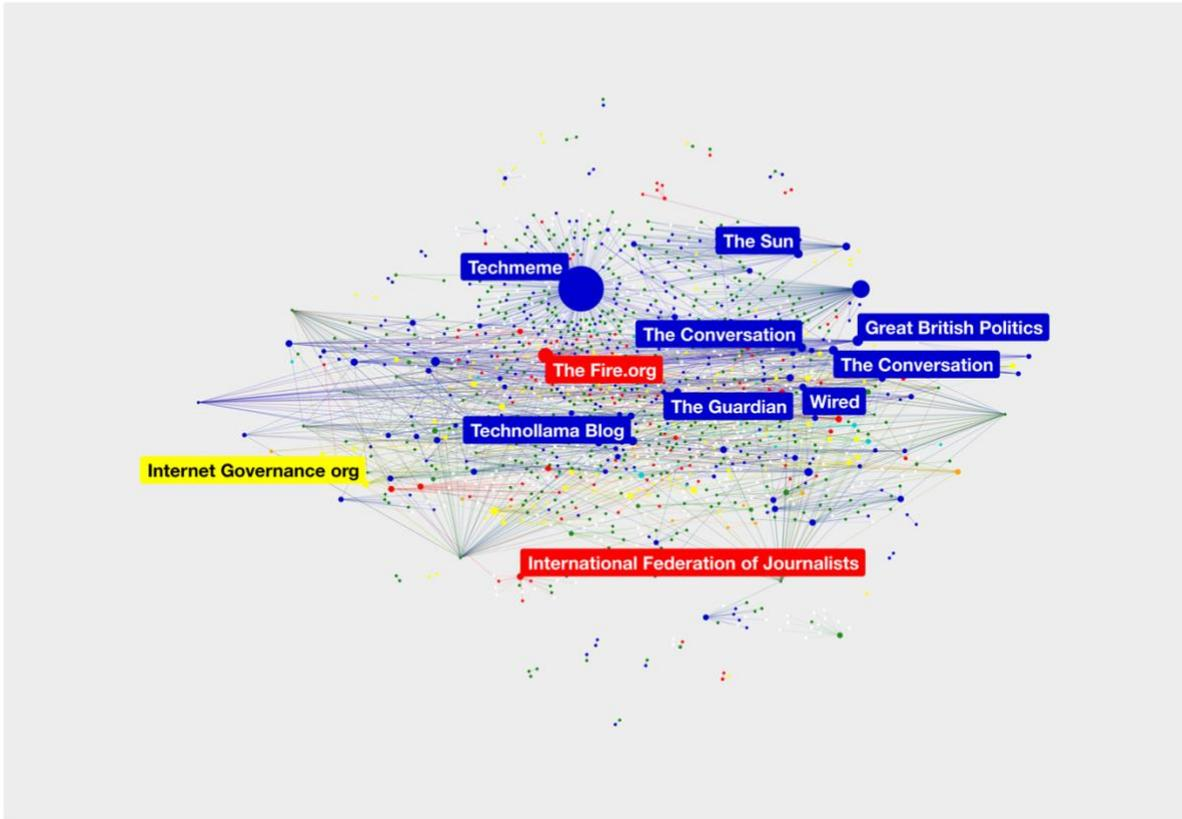 The Sun
Techmeme
Great British Politics
The Conversation
The Conversation
The Fire.org
Wired
The Guardian
Technollama Blog
Internet Governance org
International Federation of Journalists